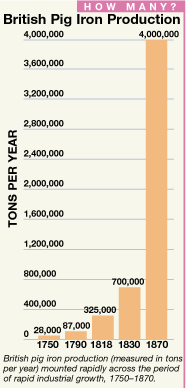 HOW MANY?
British Pig Iron Production
TONS PER YEAR
4,000,000
4,000,000
3,600,000
3,200,000
2,800,000
2,400,000
2,000,000
1,600,000
1,200,000
800,000
700,000
400,000
325,000
87,000
28,000
0
1750 1790 1818 1830 1870
British pig iron production (measured in tons
per year) mounted rapidly across the period
of rapid industrial growth, 1750–1870.